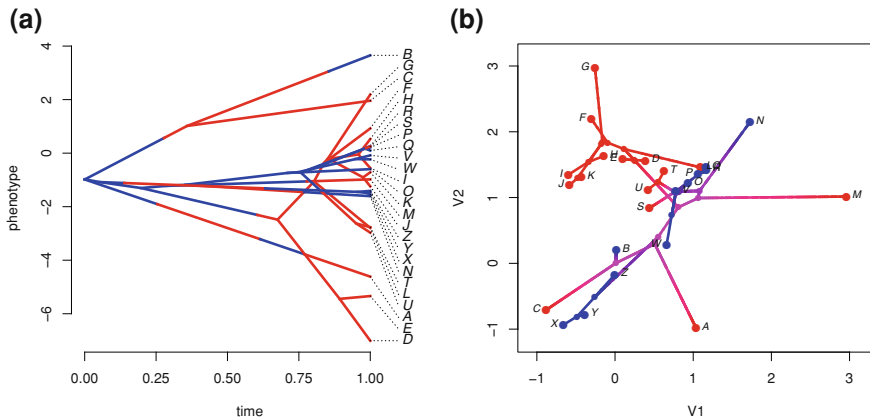 (a)
4
2
0
-2
-4
-6
phenotype
0.00
0.25
0.50
0.75
1.00
time
B
G
C
F
H
R
S
P
Q
V
W
I
O
K
M
J
Z
Y
X
N
T
L
U
A
E
D
(b)
3
2
1
0
-1
V2
-1
0
1
2
3
V1
G
F
N
H
E
D
I
J
K
T
U
S
P
O
M
W
B
Z
C
X
Y
A